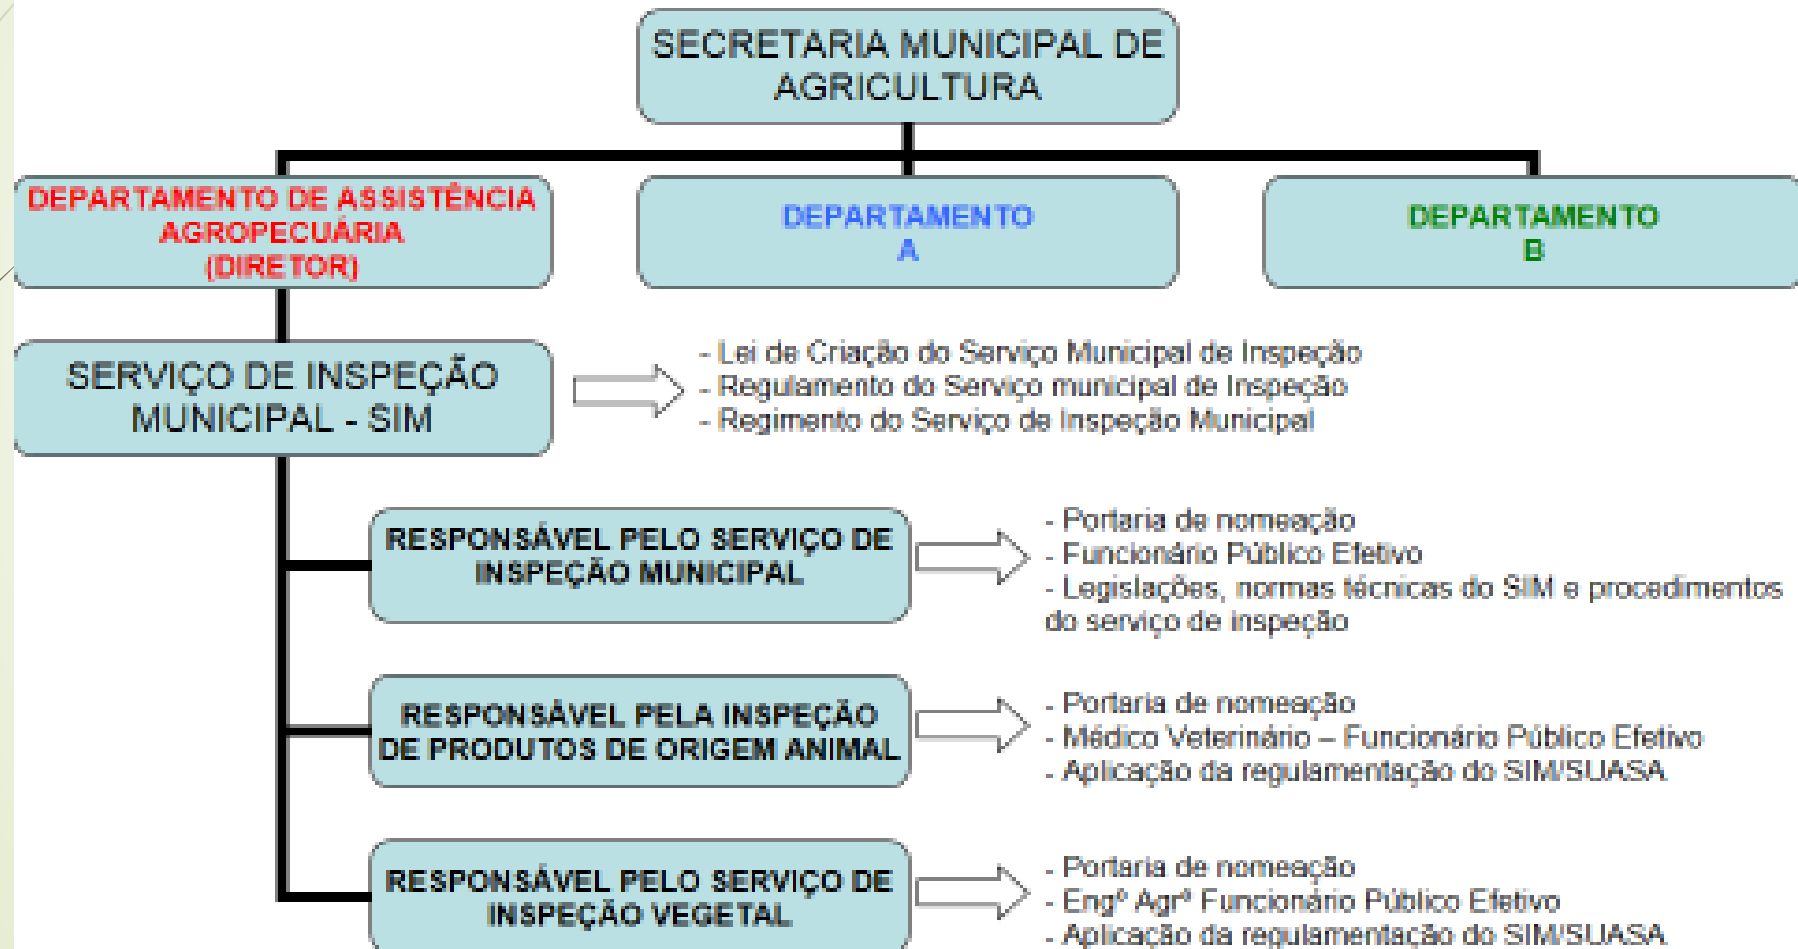 SECRETARIA MUNICIPAL DE
AGRICULTURA
DEPARTAMENTO DE ASSISTÊNCIA
AGROPECUÁRIA
(DIRETOR)
DEPARTAMENTO
A
DEPARTAMENTO
B
SERVIÇO DE INSPEÇÃO
MUNICIPAL - SIM
- Lei de Criação do Serviço Municipal de Inspeção
- Regulamento do Serviço municipal de Inspeção
- Regimento do Serviço de Inspeção Municipal
RESPONSÁVEL PELO SERVIÇO DE
INSPEÇÃO MUNICIPAL
- Portaria de nomeação
- Funcionário Público Efetivo
- Legislações, normas técnicas do SIM e procedimentos
do serviço de inspeção
RESPONSÁVEL PELA INSPEÇÃO
DE PRODUTOS DE ORIGEM ANIMAL
- Portaria de nomeação
- Médico Veterinário – Funcionário Público Efetivo
- Aplicação da regulamentação do SIM/SUASA
RESPONSÁVEL PELO SERVIÇO DE
INSPEÇÃO VEGETAL
- Portaria de nomeação
- Engº Agrº Funcionário Público Efetivo
- Aplicação da regulamentação do SIM/SUASA